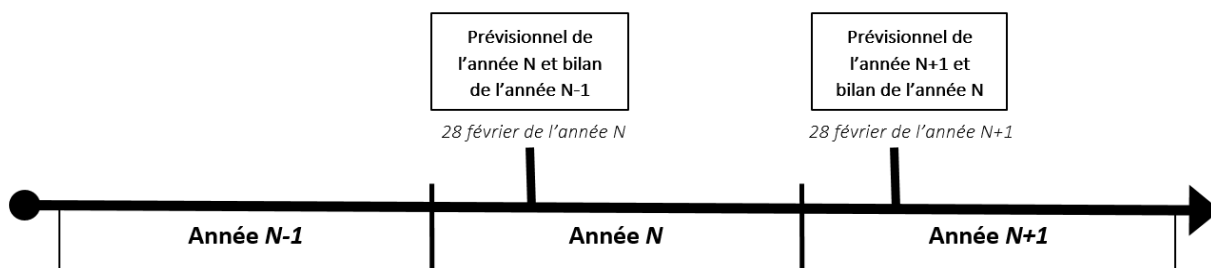 Prévisionnel de
l’année N et bilan
de l’année N-1
28 février de l’année N
Prévisionnel de
l’année N+1 et
bilan de l’année N
28 février de l’année N+1
Année N-1
Année N
Année N+1